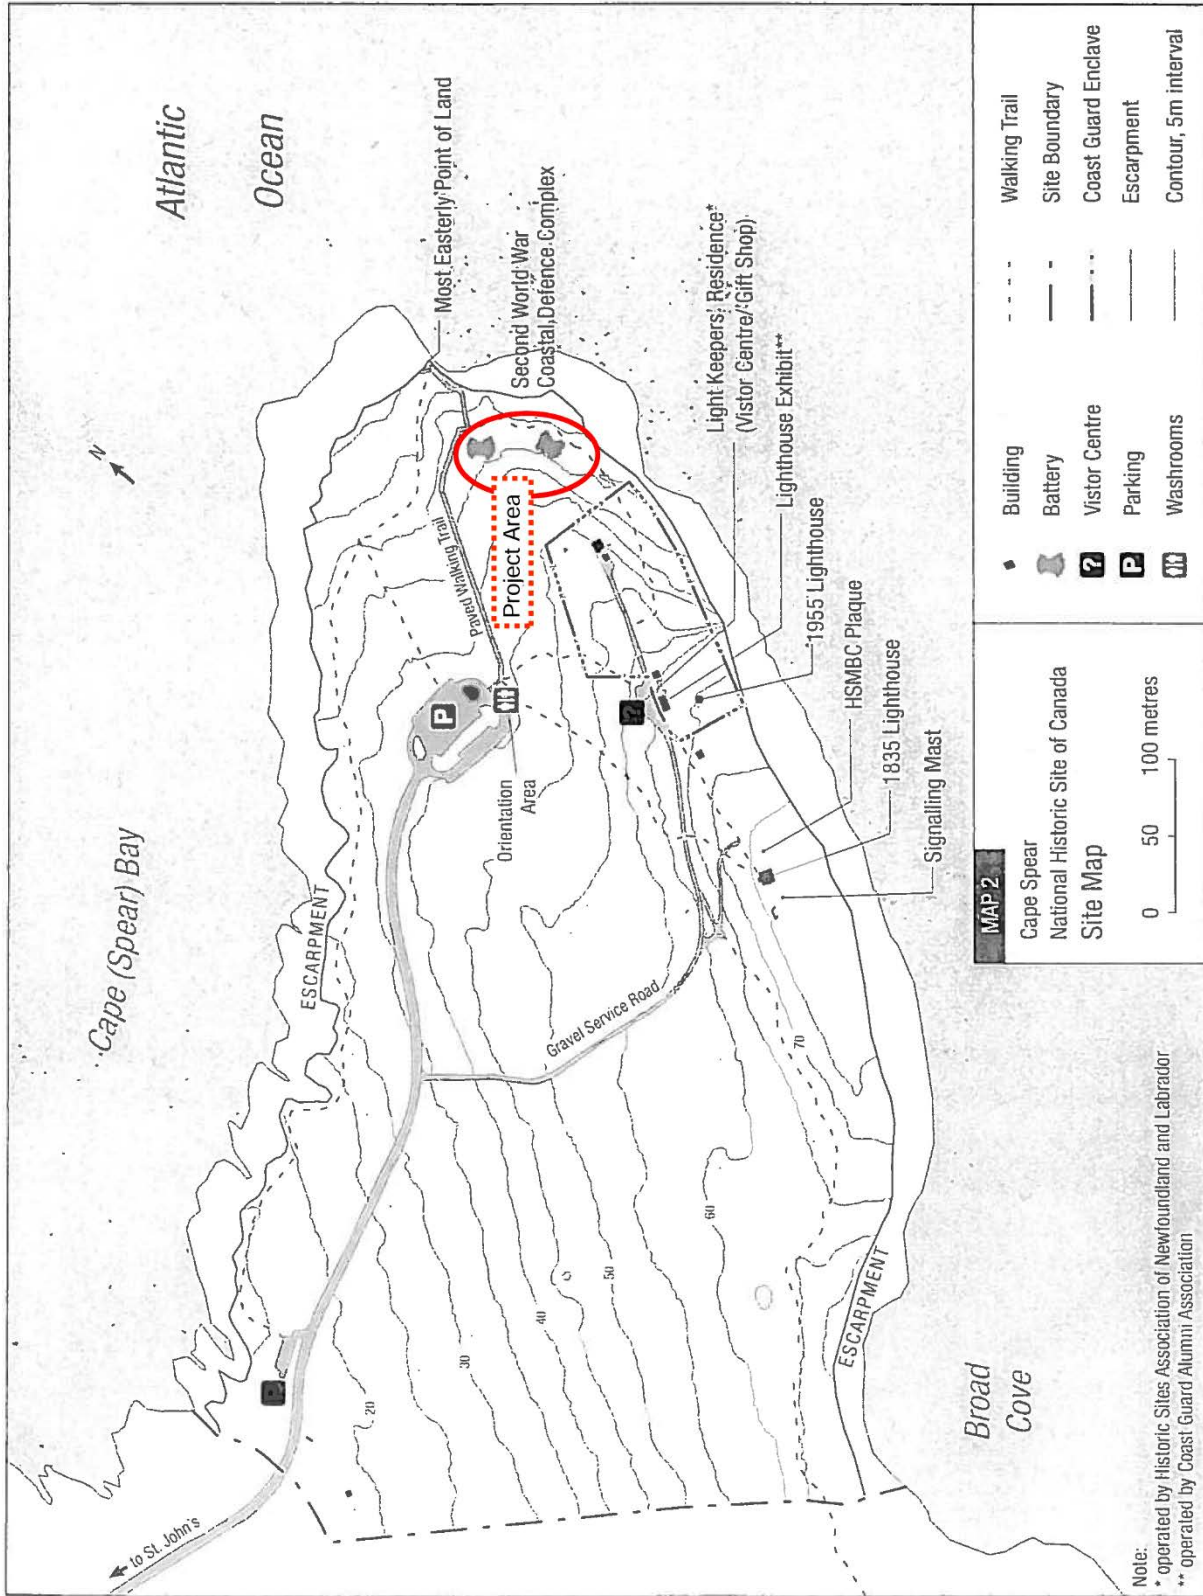 Atlantic
Ocean
Cape (Spear) Bay
N
Most Easterly Point of Land
Second World War
Coastal Defence Complex
Light Keepers' Residence*
(Vistor Centre/Gift Shop)
Lighthouse Exhibit**
1955 Lighthouse
HSMBC Plaque
1835 Lighthouse
Signalling Mast
Project Area
Paved Walking Trail
P
?
Orientation
Area
ESCARPMENT
Gravel Service Road
P
to St. John's
20
30
40
50
60
70
ESCARPMENT
Broad
Cove
Note:
* operated by Historic Sites Association of Newfoundland and Labrador
** operated by Coast Guard Alumni Association
MAP 2
Cape Spear
National Historic Site of Canada
Site Map
0 50 100 metres
Building
Battery
? Vistor Centre
P Parking
Washrooms
Walking Trail
Site Boundary
Coast Guard Enclave
Escarpment
Contour, 5m interval